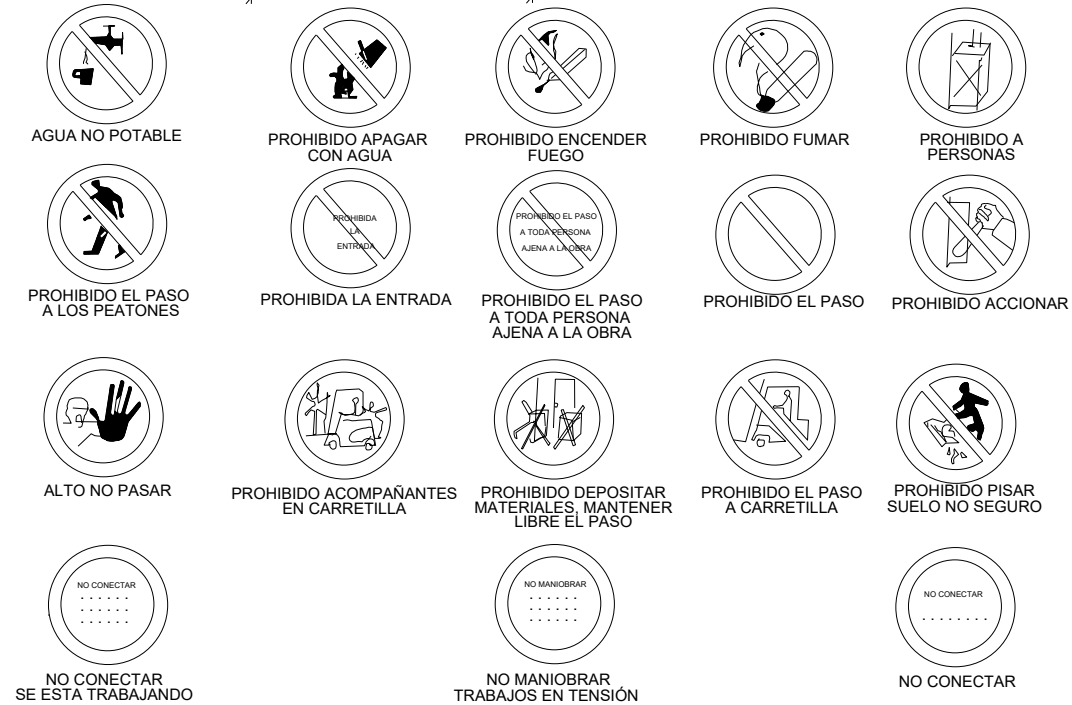 AGUA NO POTABLE
PROHIBIDO APAGAR
CON AGUA
PROHIBIDO ENCENDER
FUEGO
PROHIBIDO FUMAR
PROHIBIDO A
PERSONAS
PROHIBIDO EL PASO
A LOS PEATONES
PROHIBIDA
LA
ENTRADA
PROHIBIDA LA ENTRADA
PROHIBIDO EL PASO
A TODA PERSONA
AJENA A LA OBRA
PROHIBIDO EL PASO
A TODA PERSONA
AJENA A LA OBRA
PROHIBIDO EL PASO
PROHIBIDO ACCIONAR
ALTO NO PASAR
PROHIBIDO ACOMPAÑANTES
EN CARRETILLA
PROHIBIDO DEPOSITAR
MATERIALES, MANTENER
LIBRE EL PASO
PROHIBIDO EL PASO
A CARRETILLA
PROHIBIDO PISAR
SUELO NO SEGURO
NO CONECTAR
NO CONECTAR
SE ESTA TRABAJANDO
NO MANIOBRAR
NO MANIOBRAR
TRABAJOS EN TENSIÓN
NO CONECTAR
NO CONECTAR